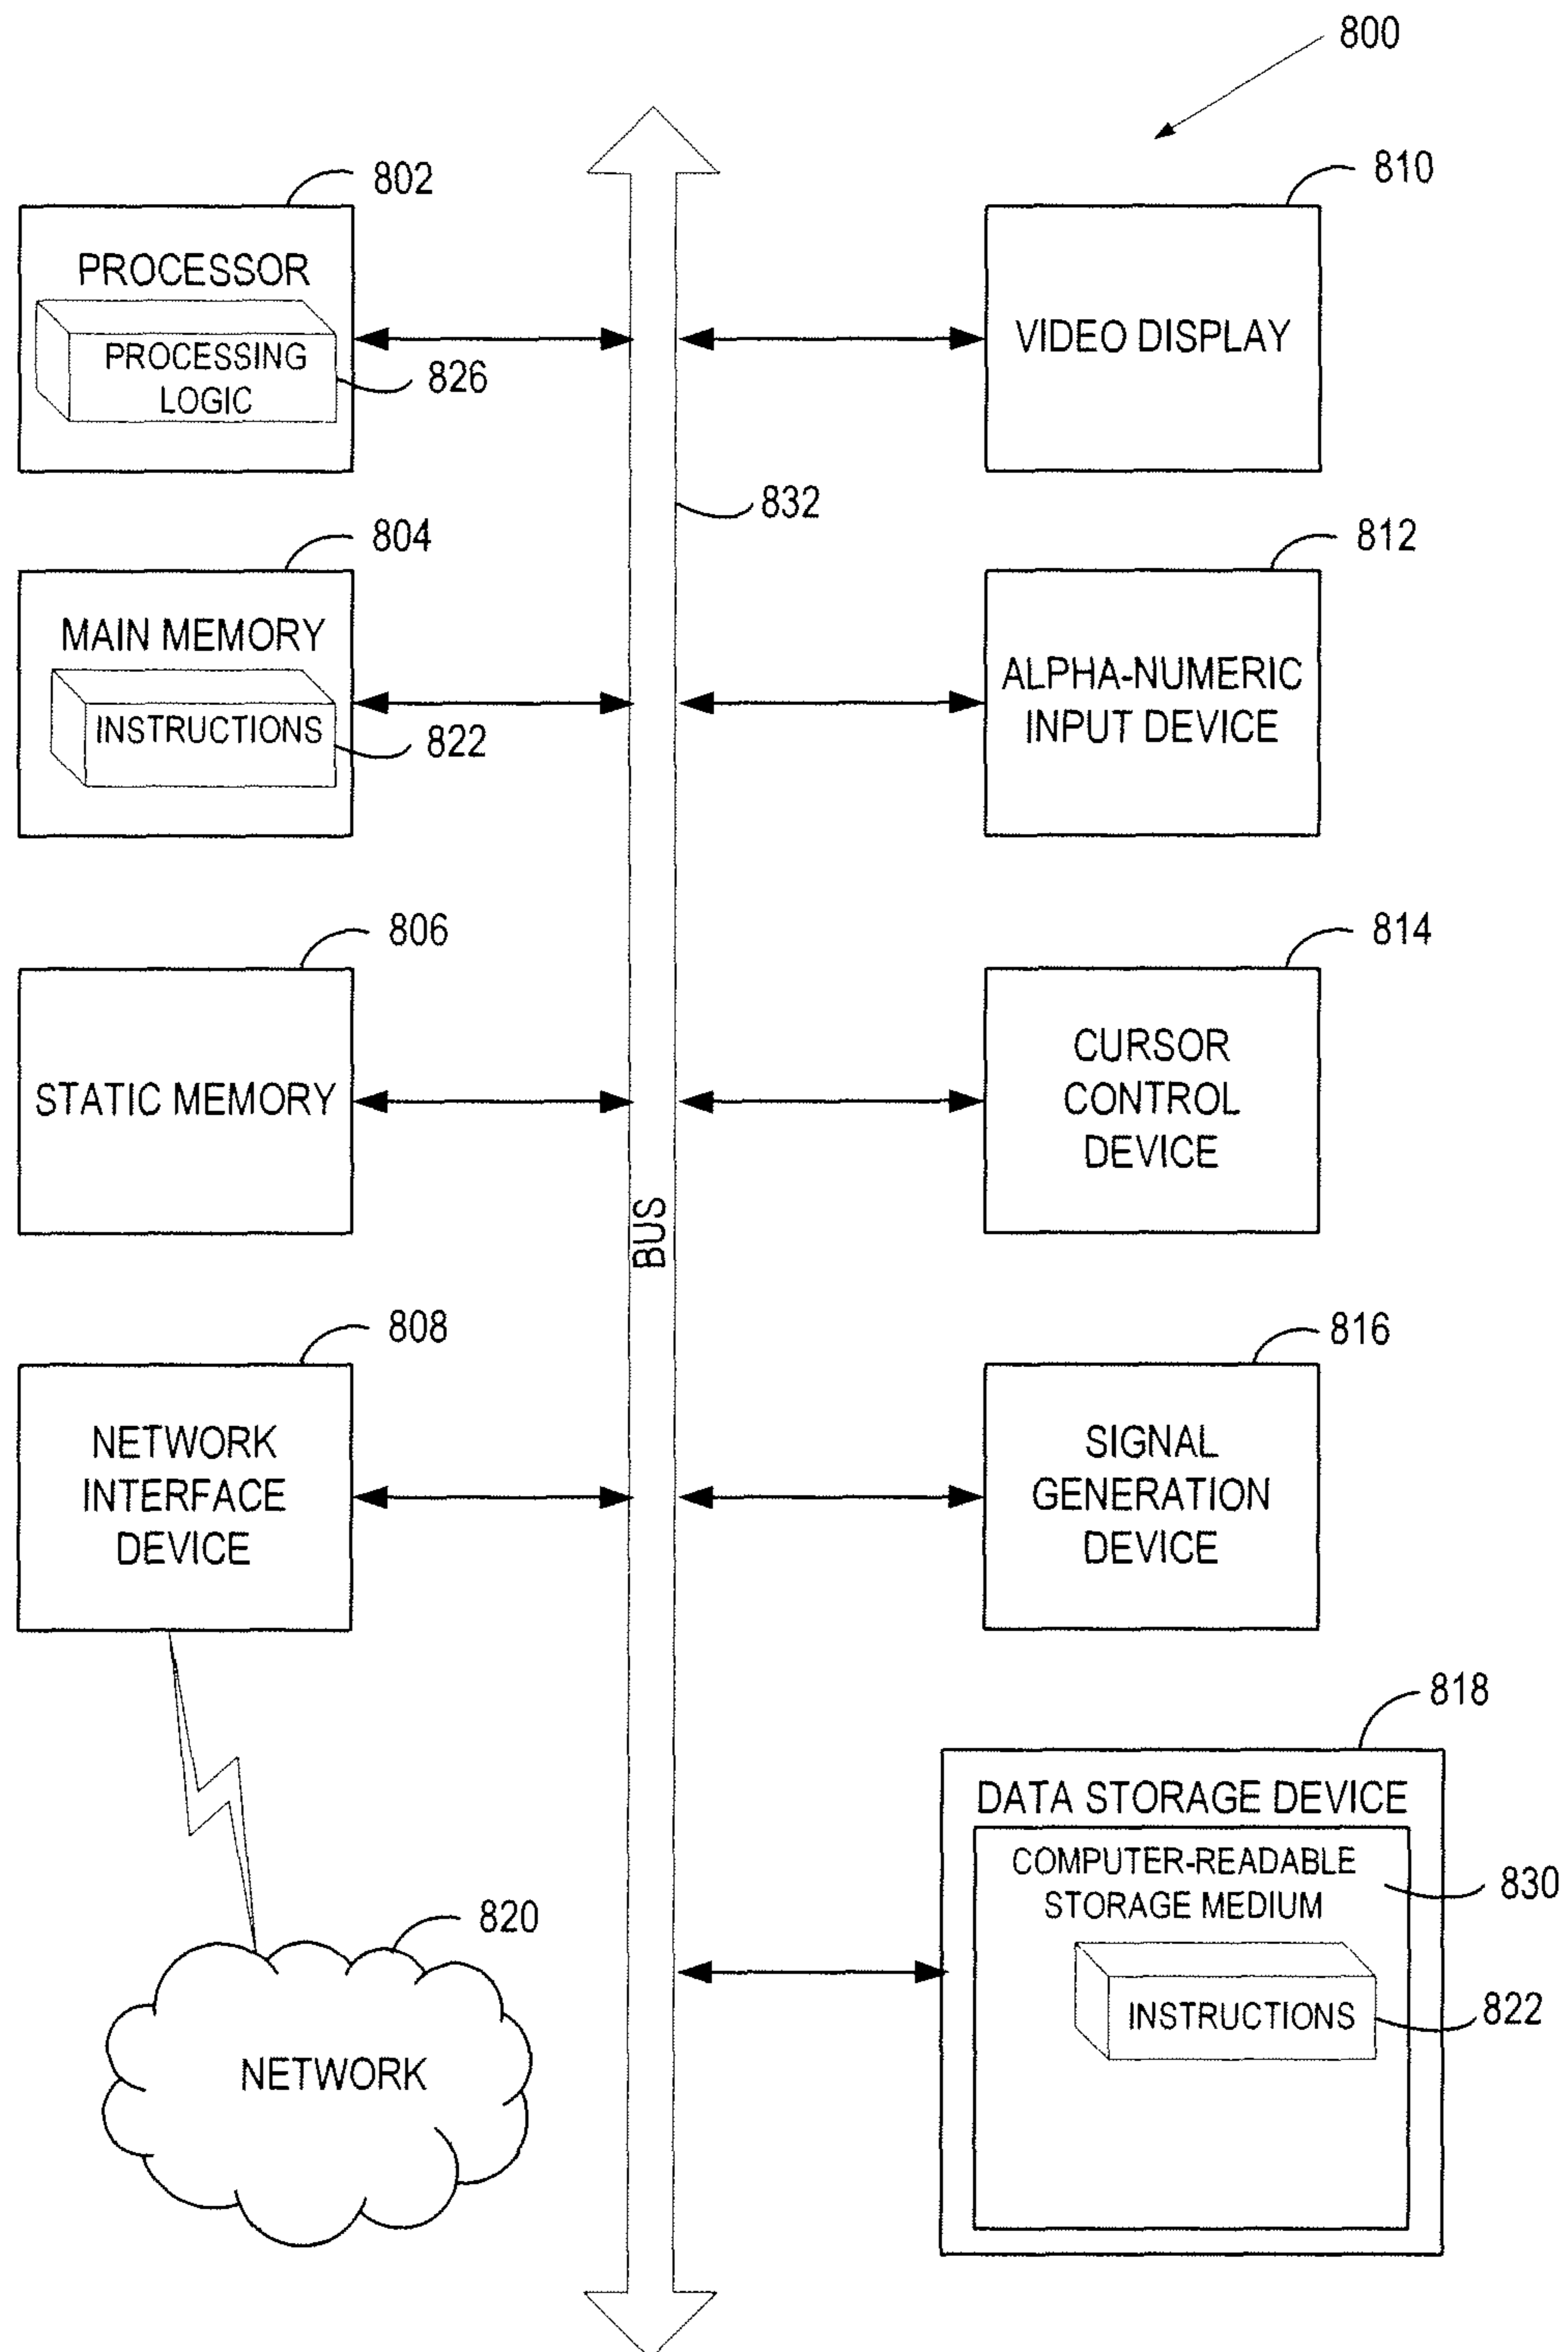 800
802
PROCESSOR
PROCESSING
LOGIC
826
810
VIDEO DISPLAY
832
804
MAIN MEMORY
INSTRUCTIONS
822
812
ALPHA-NUMERIC
INPUT DEVICE
806
STATIC MEMORY
814
CURSOR
CONTROL
DEVICE
BUS
808
NETWORK
INTERFACE
DEVICE
816
SIGNAL
GENERATION
DEVICE
820
NETWORK
818
DATA STORAGE DEVICE
COMPUTER-READABLE
STORAGE MEDIUM
830
INSTRUCTIONS
822